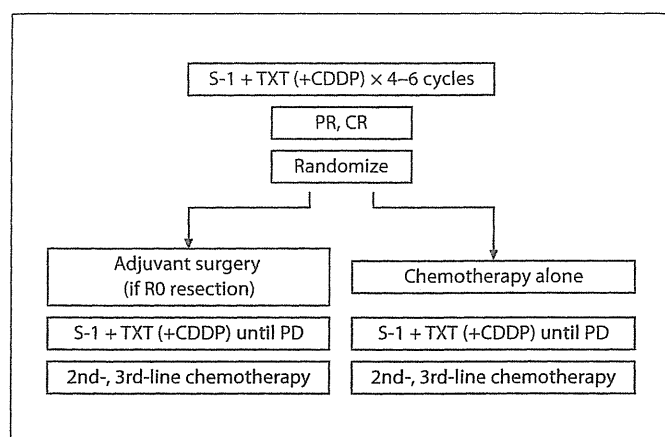 S-1 + TXT (+CDDP) × 4–6 cycles
PR, CR
Randomize
Adjuvant surgery
(if R0 resection)
Chemotherapy alone
S-1 + TXT (+CDDP) until PD
S-1 + TXT (+CDDP) until PD
2nd-, 3rd-line chemotherapy
2nd-, 3rd-line chemotherapy